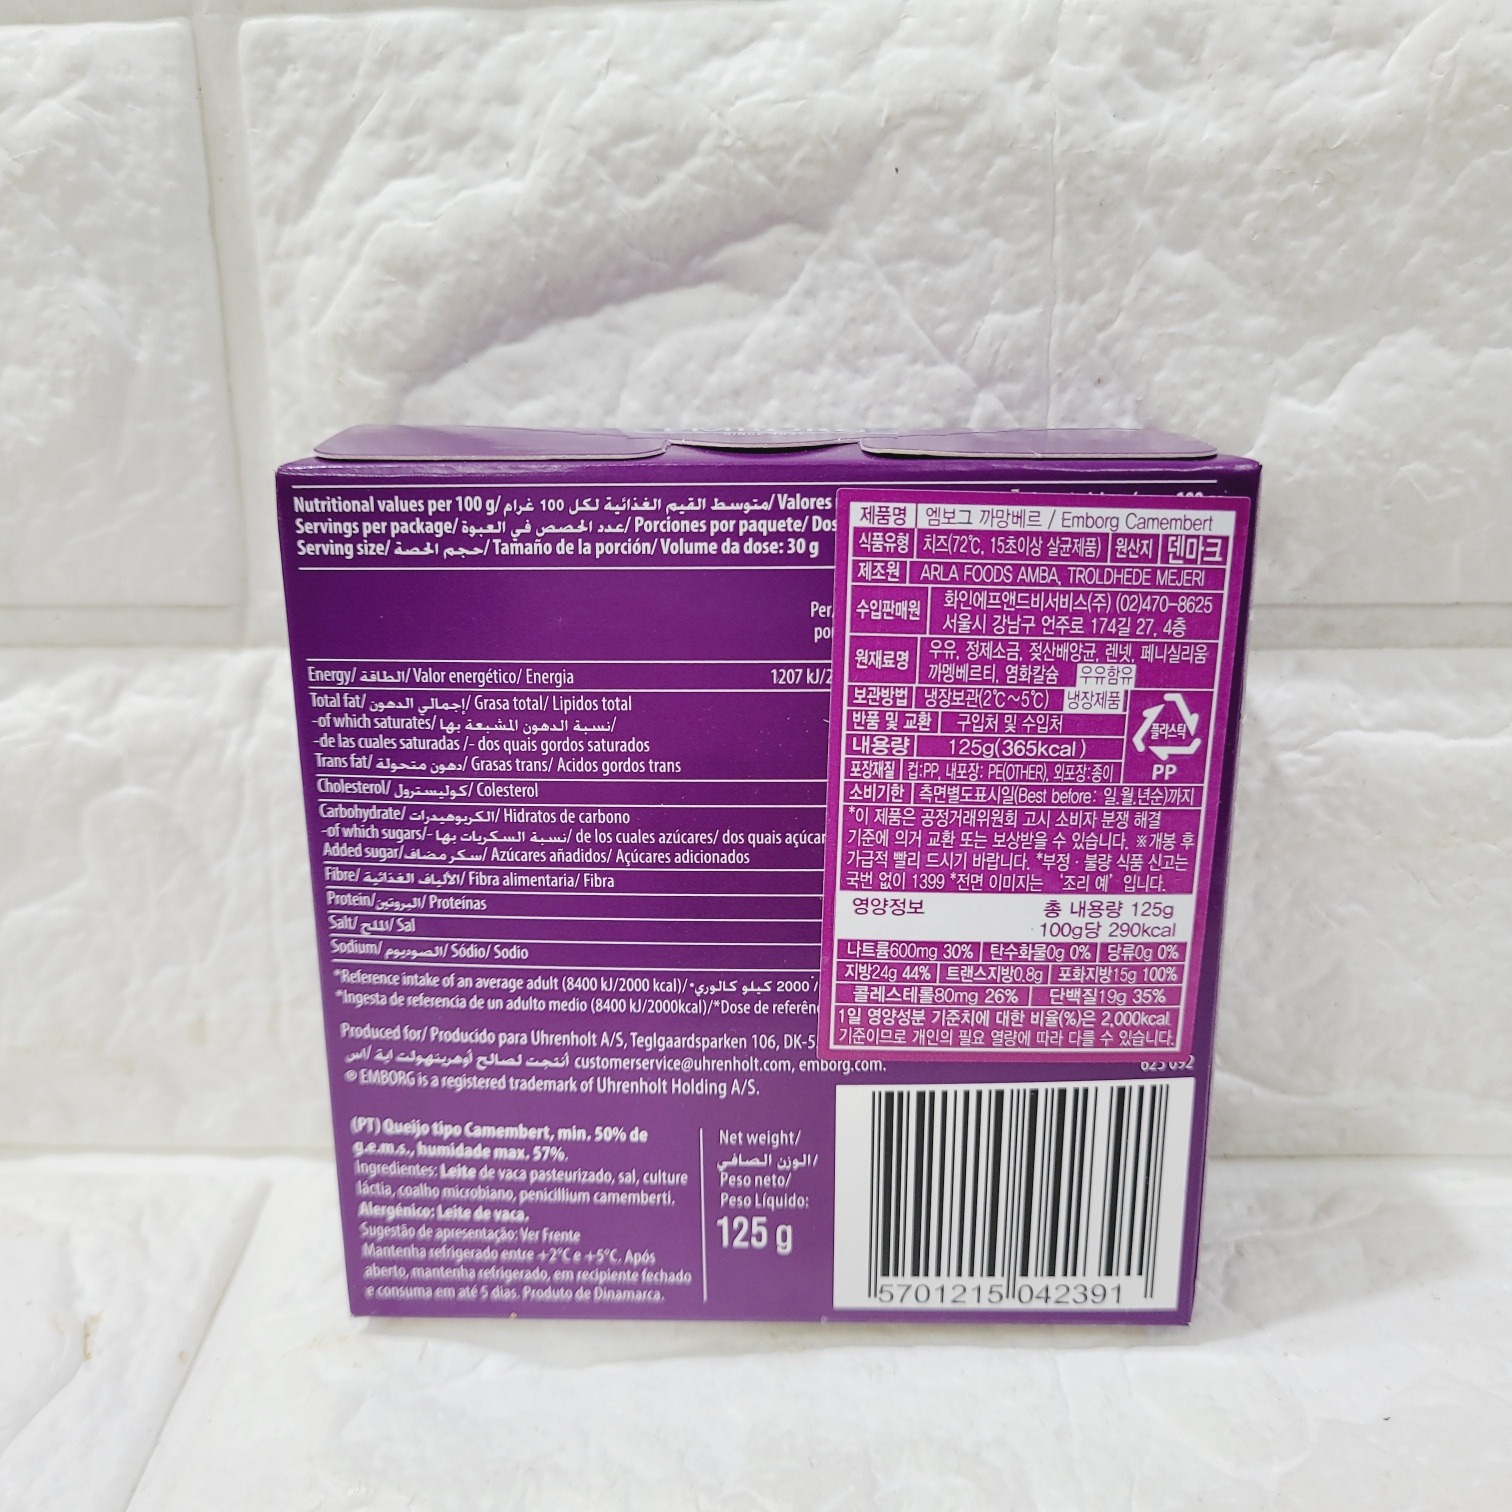 Nutritional values per 100 g/ متوسط القيم الغذائية لكل 100 غرام/ Valores
Servings per package/ عدد الحصص في العبوة/ Porciones por paquete/ Dos
Serving size/ حجم الحصة/ Tamaño de la porción/ Volume da dose: 30 g
Per
po
Energy/ الطاقة/ Valor energético/ Energia 1207 kJ/2
Total fat/ إجمالي الدهون/ Grasa total/ Lipidos total
-of which saturates/ نسبة الدهون المشبعة بها/
-de las cuales saturadas /- dos quais gordos saturados
Trans fat/ دهون متحولة/ Grasas trans/ Acidos gordos trans
Cholesterol/ كوليسترول/ Colesterol
Carbohydrate/ الكربوهيدرات/ Hidratos de carbono
-of which sugars/- نسبة السكريات بها/ de los cuales azúcares/ dos quais açúcar
Added sugar/ سكر مضاف/ Azúcares añadidos/ Açúcares adicionados
Fibre/ الألياف الغذائية/ Fibra alimentaria/ Fibra
Protein/ البروتين/ Proteínas
Salt/ الملح/ Sal
Sodium/ الصوديوم/ Sódio/ Sodio
*Reference intake of an average adult (8400 kJ/2000 kcal)/ 2000 كيلو كالوري*
*Ingesta de referencia de un adulto medio (8400 kJ/2000kcal)/*Dose de referên
Produced for/ Producido para Uhrenholt A/S, Teglgaardsparken 106, DK-5
أنتجت لصالح أوهرينهولت اية /اس/ customerservice@uhrenholt.com, emborg.com.
® EMBORG is a registered trademark of Uhrenholt Holding A/S.
(PT) Queijo tipo Camembert, min. 50% de
g.e.m.s., humidade max. 57%.
Ingredientes: Leite de vaca pasteurizado, sal, culture
láctia, coalho microbiano, penicillium camemberti.
Alergénico: Leite de vaca.
Sugestão de apresentação: Ver Frente
Mantenha refrigerado entre +2°C e +5°C. Após
aberto, mantenha refrigerado, em recipiente fechado
e consuma em até 5 dias. Produto de Dinamarca.
Net weight/
الوزن الصافي/
Peso neto/
Peso Líquido:
125 g
제품명 엠보그 까망베르 / Emborg Camembert
식품유형 치즈(72℃, 15초이상 살균제품) 원산지 덴마크
제조원 ARLA FOODS AMBA, TROLDHEDE MEJERI
수입판매원 화인에프앤드비서비스(주) (02)470-8625
서울시 강남구 언주로 174길 27, 4층
원재료명 우유, 정제소금, 젖산배양균, 렌넷, 페니실리움
까멤베르티, 염화칼슘 우유함유
보관방법 냉장보관(2℃~5℃) 냉장제품
반품 및 교환 구입처 및 수입처
내용량 125g(365kcal)
포장재질 컵:PP, 내포장: PE(OTHER), 외포장:종이
플라스틱
PP
소비기한 측면별도표시일(Best before: 일.월.년순)까지
*이 제품은 공정거래위원회 고시 소비자 분쟁 해결
기준에 의거 교환 또는 보상받을 수 있습니다. ※개봉 후
가급적 빨리 드시기 바랍니다. *부정·불량 식품 신고는
국번 없이 1399 *전면 이미지는 '조리 예' 입니다.
영양정보 총 내용량 125g
100g당 290kcal
나트륨600mg 30% 탄수화물0g 0% 당류0g 0%
지방24g 44% 트랜스지방0.8g 포화지방15g 100%
콜레스테롤80mg 26% 단백질19g 35%
1일 영양성분 기준치에 대한 비율(%)은 2,000kcal
기준이므로 개인의 필요 열량에 따라 다를 수 있습니다.
5701215 042391